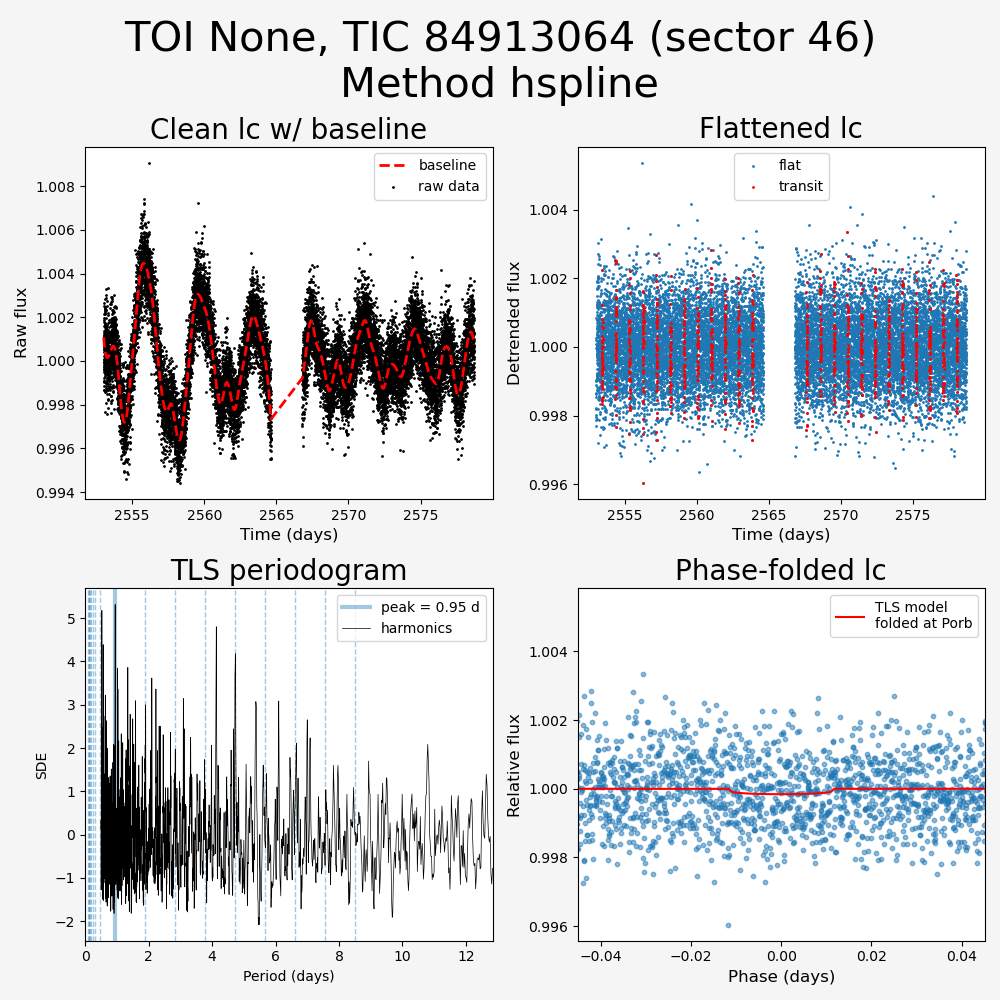 TOI None, TIC 84913064 (sector 46)
Method hspline
Clean lc w/ baseline
Flattened lc
baseline
raw data
flat
transit
1.008
1.006
1.004
1.002
1.000
0.998
0.996
0.994
Raw flux
2555
2560
2565
2570
2575
Time (days)
1.004
1.002
1.000
0.998
0.996
Detrended flux
2555
2560
2565
2570
2575
Time (days)
TLS periodogram
Phase-folded lc
peak = 0.95 d
harmonics
TLS model
folded at Porb
5
4
3
2
1
0
−1
−2
SDE
0
2
4
6
8
10
12
Period (days)
1.004
1.002
1.000
0.998
0.996
Relative flux
−0.04
−0.02
0.00
0.02
0.04
Phase (days)